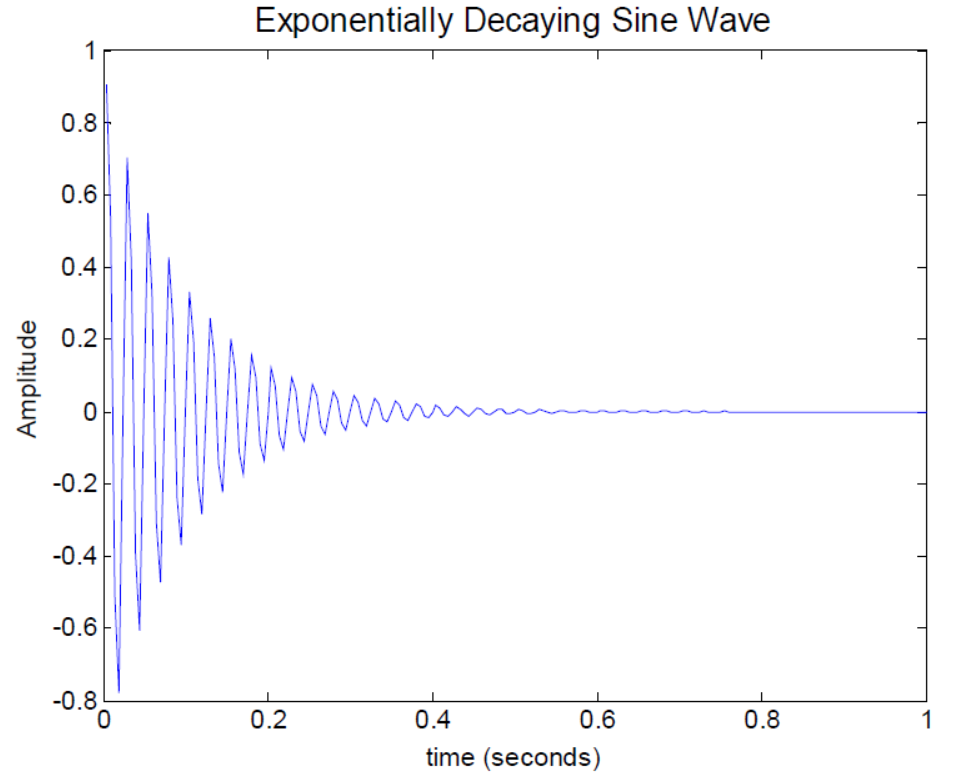 Exponentially Decaying Sine Wave
1
0.8
0.6
0.4
0.2
0
-0.2
-0.4
-0.6
-0.8
Amplitude
0 0.2 0.4 0.6 0.8 1
time (seconds)